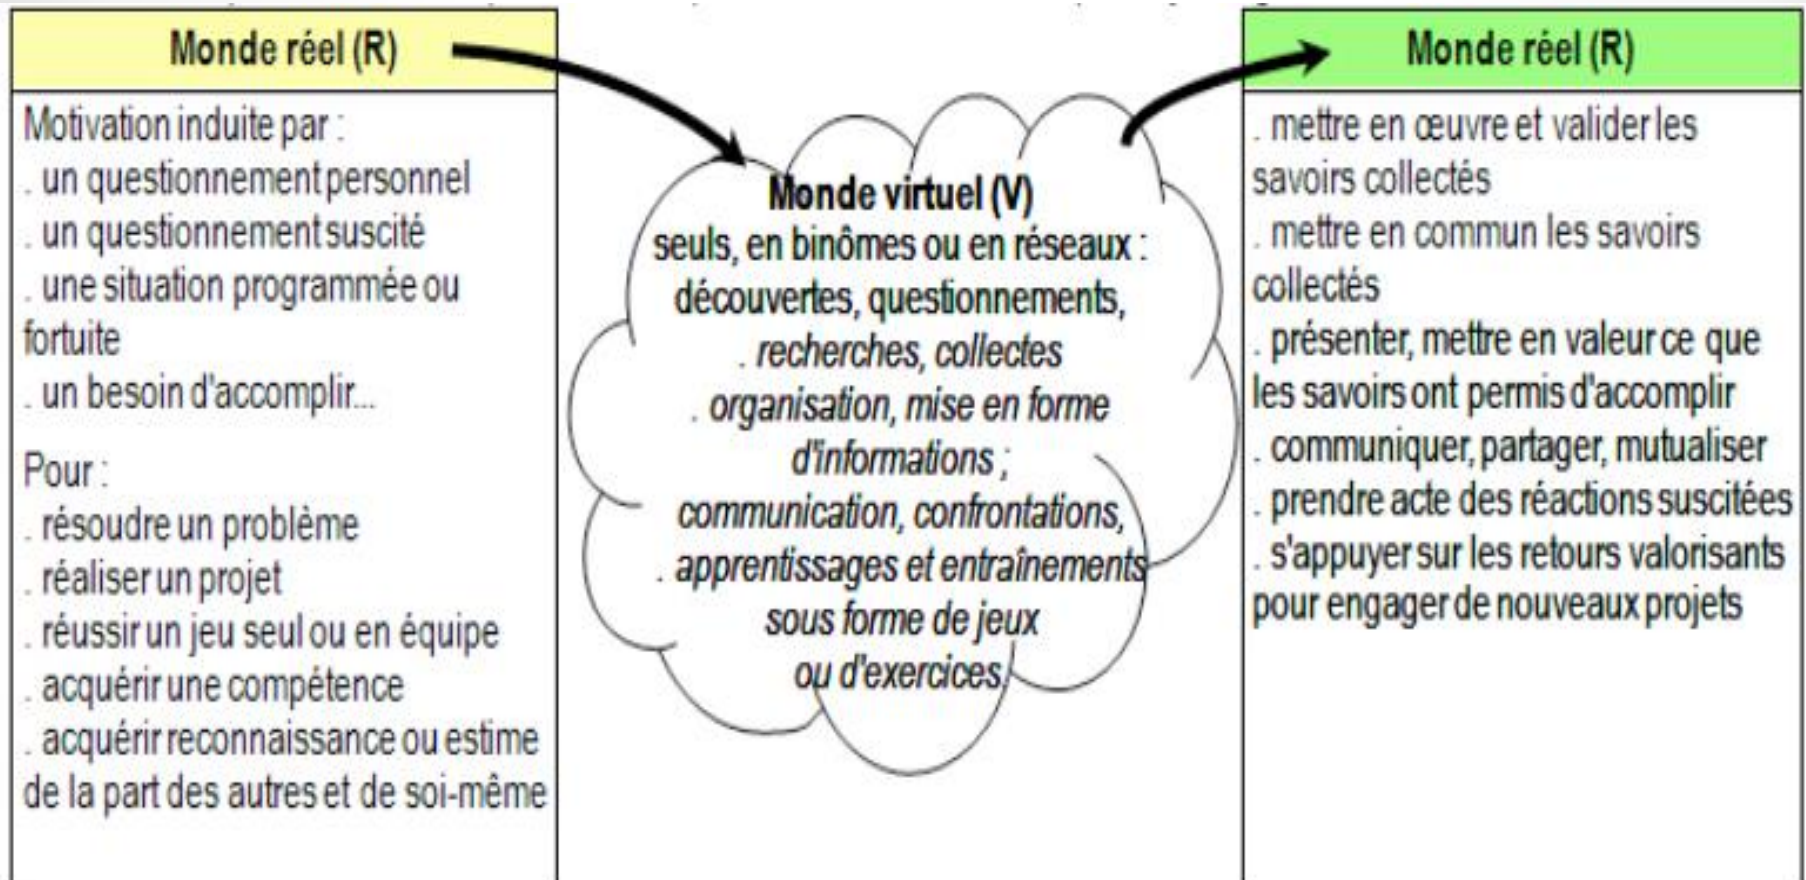 Monde réel (R)
Motivation induite par :
. un questionnement personnel
. un questionnement suscité
. une situation programmée ou
fortuite
. un besoin d'accomplir...
Pour :
. résoudre un problème
. réaliser un projet
. réussir un jeu seul ou en équipe
. acquérir une compétence
. acquérir reconnaissance ou estime
de la part des autres et de soi-même
Monde virtuel (V)
seuls, en binômes ou en réseaux :
découvertes, questionnements,
. recherches, collectes
. organisation, mise en forme
d'informations ;
communication, confrontations,
. apprentissages et entraînements
sous forme de jeux
ou d'exercices.
Monde réel (R)
. mettre en œuvre et valider les
savoirs collectés
. mettre en commun les savoirs
collectés
. présenter, mettre en valeur ce que
les savoirs ont permis d'accomplir
. communiquer, partager, mutualiser
. prendre acte des réactions suscitées
. s'appuyer sur les retours valorisants
pour engager de nouveaux projets